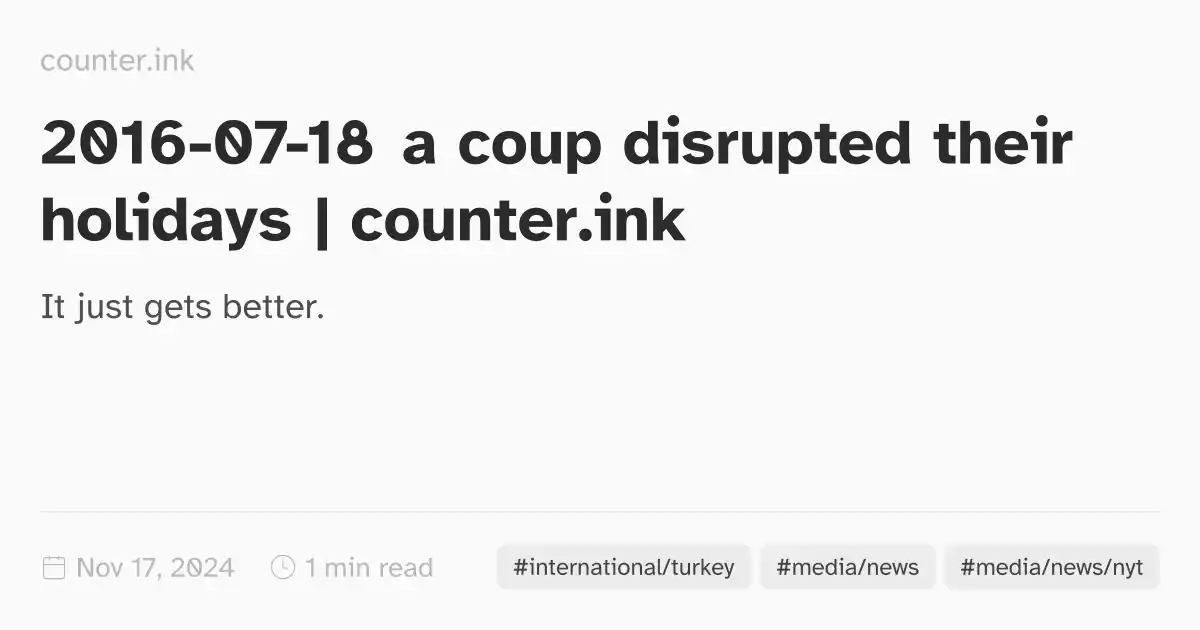 counter.ink
2016-07-18 a coup disrupted their
holidays | counter.ink
It just gets better.
Nov 17, 2024 1 min read #international/turkey #media/news #media/news/nyt